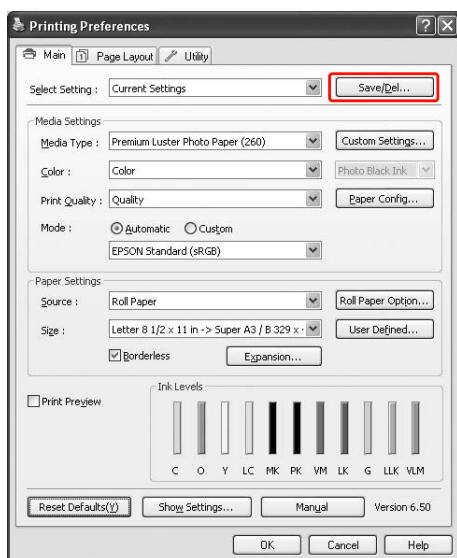 Printing Preferences
Main Page Layout Utility
Select Setting : Current Settings Save/Del...
Media Settings
Media Type : Premium Luster Photo Paper (260) Custom Settings...
Color : Color Photo Black Ink
Print Quality : Quality Paper Config...
Mode : Automatic Custom
EPSON Standard (sRGB)
Paper Settings
Source : Roll Paper Roll Paper Option...
Size : Letter 8 1/2 x 11 in -> Super A3 / B 329 x User Defined...
Borderless Expansion...
Print Preview
Ink Levels
C O Y LC MK PK VM LK G LLK VLM
Reset Defaults(Y) Show Settings... Manual Version 6.50
OK Cancel Help